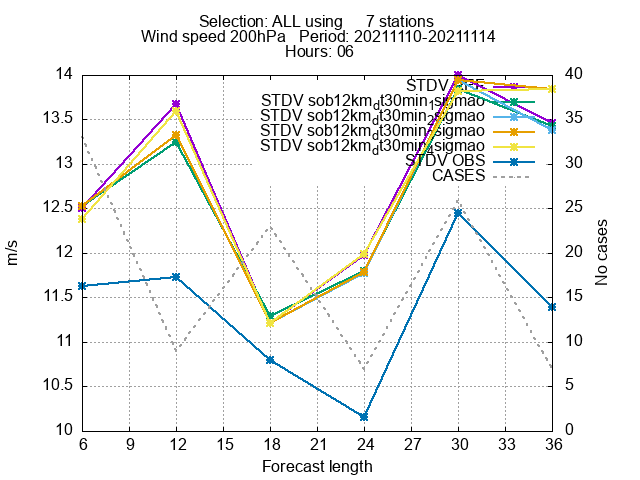 Selection: ALL using 7 stations
Wind speed 200hPa Period: 20211110-20211114
Hours: 06
14
13.5
13
12.5
12
11.5
11
10.5
10
m/s
40
35
30
25
20
15
10
5
0
No cases
STDV
STDV sob12km_dt30min_1sigmao
STDV sob12km_dt30min_2sigmao
STDV sob12km_dt30min_sigmao
STDV sob12km_dt30min_4sigmao
STDV OBS
CASES
6 9 12 15 18 21 24 27 30 33 36
Forecast length